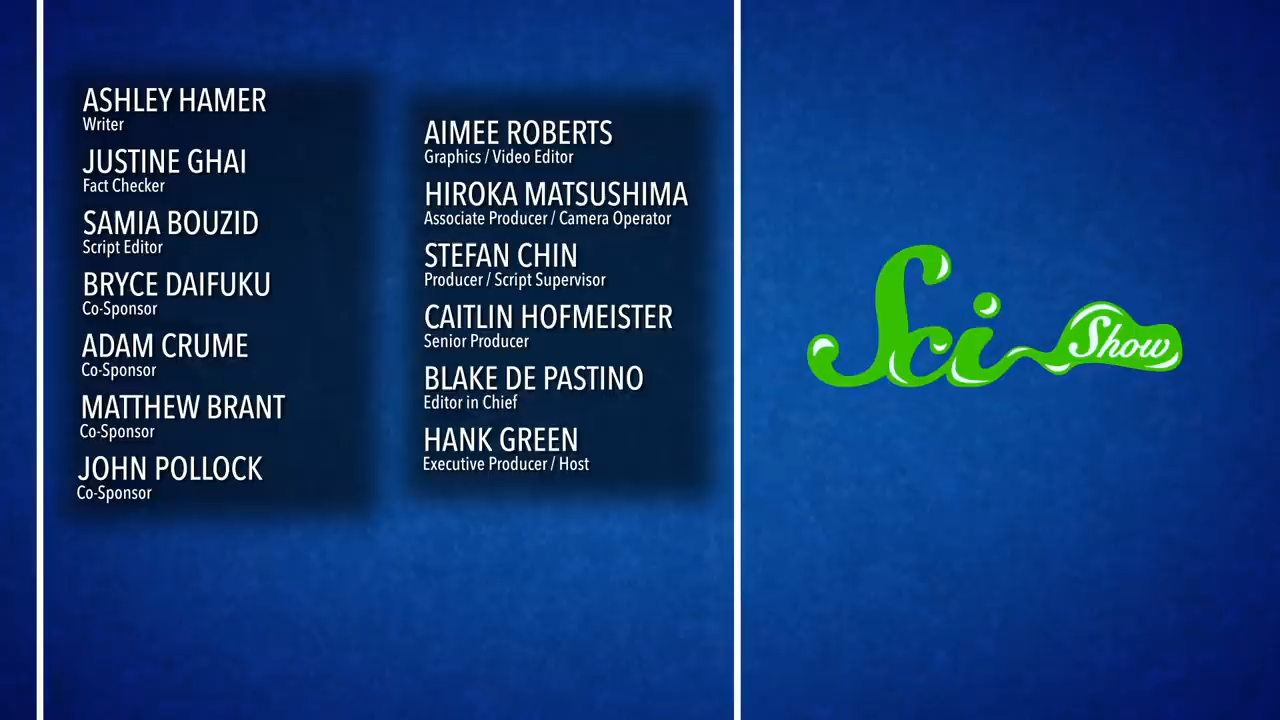 ASHLEY HAMER
Writer
JUSTINE GHAI
Fact Checker
SAMIA BOUZID
Script Editor
BRYCE DAIFUKU
Co-Sponsor
ADAM CRUME
Co-Sponsor
MATTHEW BRANT
Co-Sponsor
JOHN POLLOCK
Co-Sponsor
AIMEE ROBERTS
Graphics / Video Editor
HIROKA MATSUSHIMA
Associate Producer / Camera Operator
STEFAN CHIN
Producer / Script Supervisor
CAITLIN HOFMEISTER
Senior Producer
BLAKE DE PASTINO
Editor in Chief
HANK GREEN
Executive Producer / Host
Sci Show